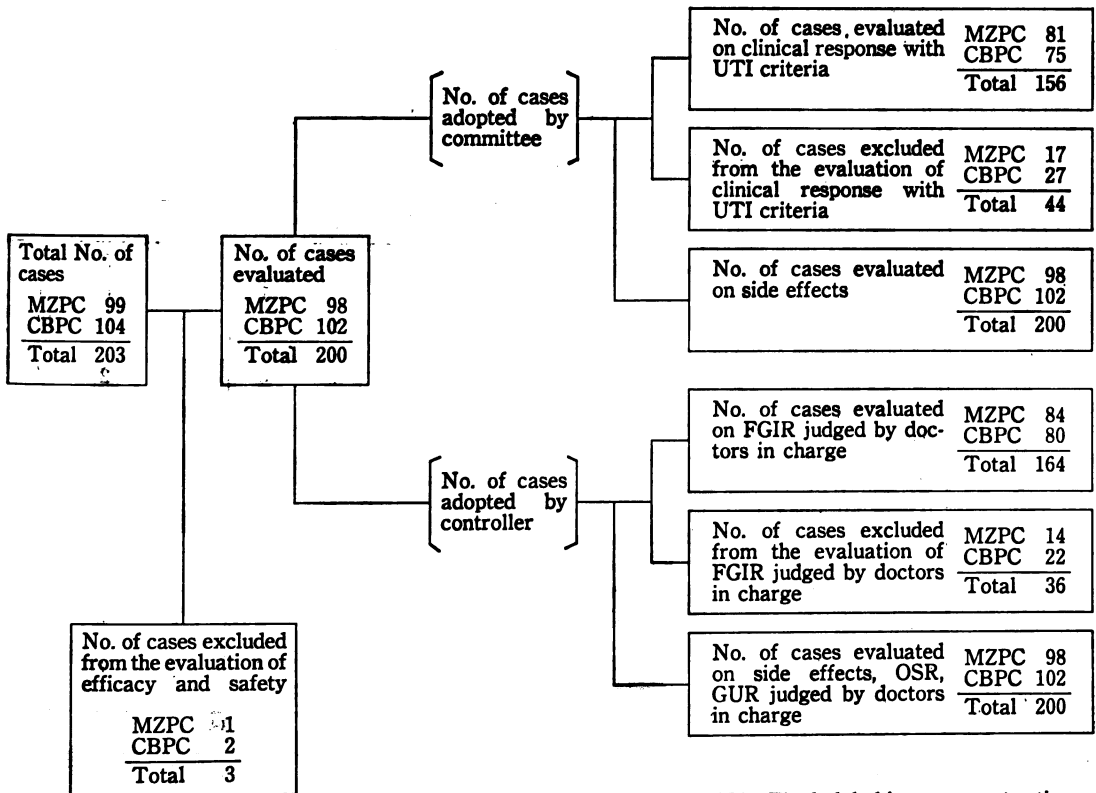 Total No. of
cases
MZPC 99
CBPC 104
Total 203
No. of cases excluded
from the evaluation of
efficacy and safety
MZPC 1
CBPC 2
Total 3
No. of cases
evaluated
MZPC 98
CBPC 102
Total 200
No. of cases
adopted by
committee
No. of cases evaluated
on clinical response with
UTI criteria
MZPC 81
CBPC 75
Total 156
No. of cases excluded
from the evaluation of
clinical response with
UTI criteria
MZPC 17
CBPC 27
Total 44
No. of cases evaluated
on side effects
MZPC 98
CBPC 102
Total 200
No. of cases
adopted by
controller
No. of cases evaluated
on FGIR judged by doc-
tors in charge
MZPC 84
CBPC 80
Total 164
No. of cases excluded
from the evaluation of
FGIR judged by doctors
in charge
MZPC 14
CBPC 22
Total 36
No. of cases evaluated
on side effects, OSR,
GUR judged by doctors
in charge
MZPC 98
CBPC 102
Total 200